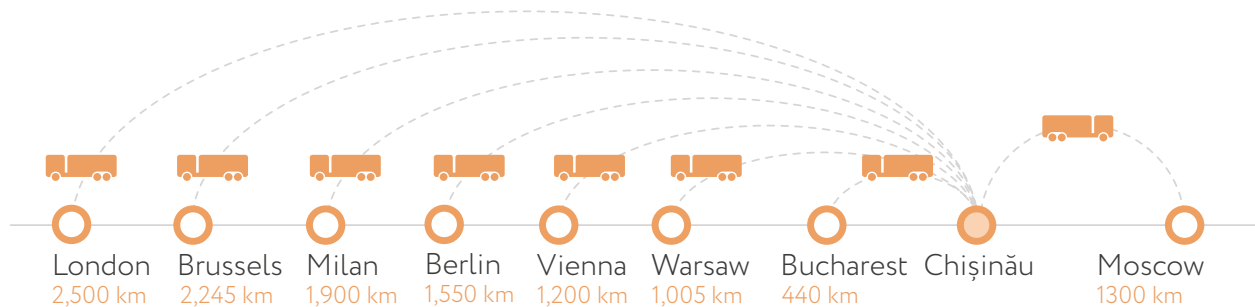 London Brussels Milan Berlin Vienna Warsaw Bucharest Chișinău Moscow
2,500 km 2,245 km 1,900 km 1,550 km 1,200 km 1,005 km 440 km 1300 km